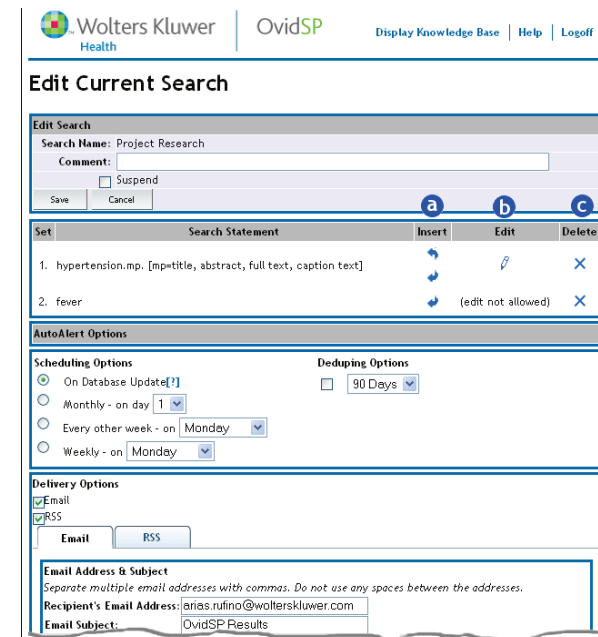 Wolters Kluwer
Health
OvidSP
Display Knowledge Base | Help | Logoff
Edit Current Search
Edit Search
Search Name: Project Research
Comment:
Suspend
Save Cancel
a b c
Set Search Statement Insert Edit Delete
1. hypertension.mp. [mp=title, abstract, full text, caption text]
2. fever (edit not allowed)
AutoAlert Options
Scheduling Options Deduping Options
On Database Update[?] 90 Days
Monthly - on day 1
Every other week - on Monday
Weekly - on Monday
Delivery Options
Email
RSS
Email RSS
Email Address & Subject
Separate multiple email addresses with commas. Do not use any spaces between the addresses.
Recipient's Email Address: arias.rufino@wolterskluwer.com
Email Subject: OvidSP Results